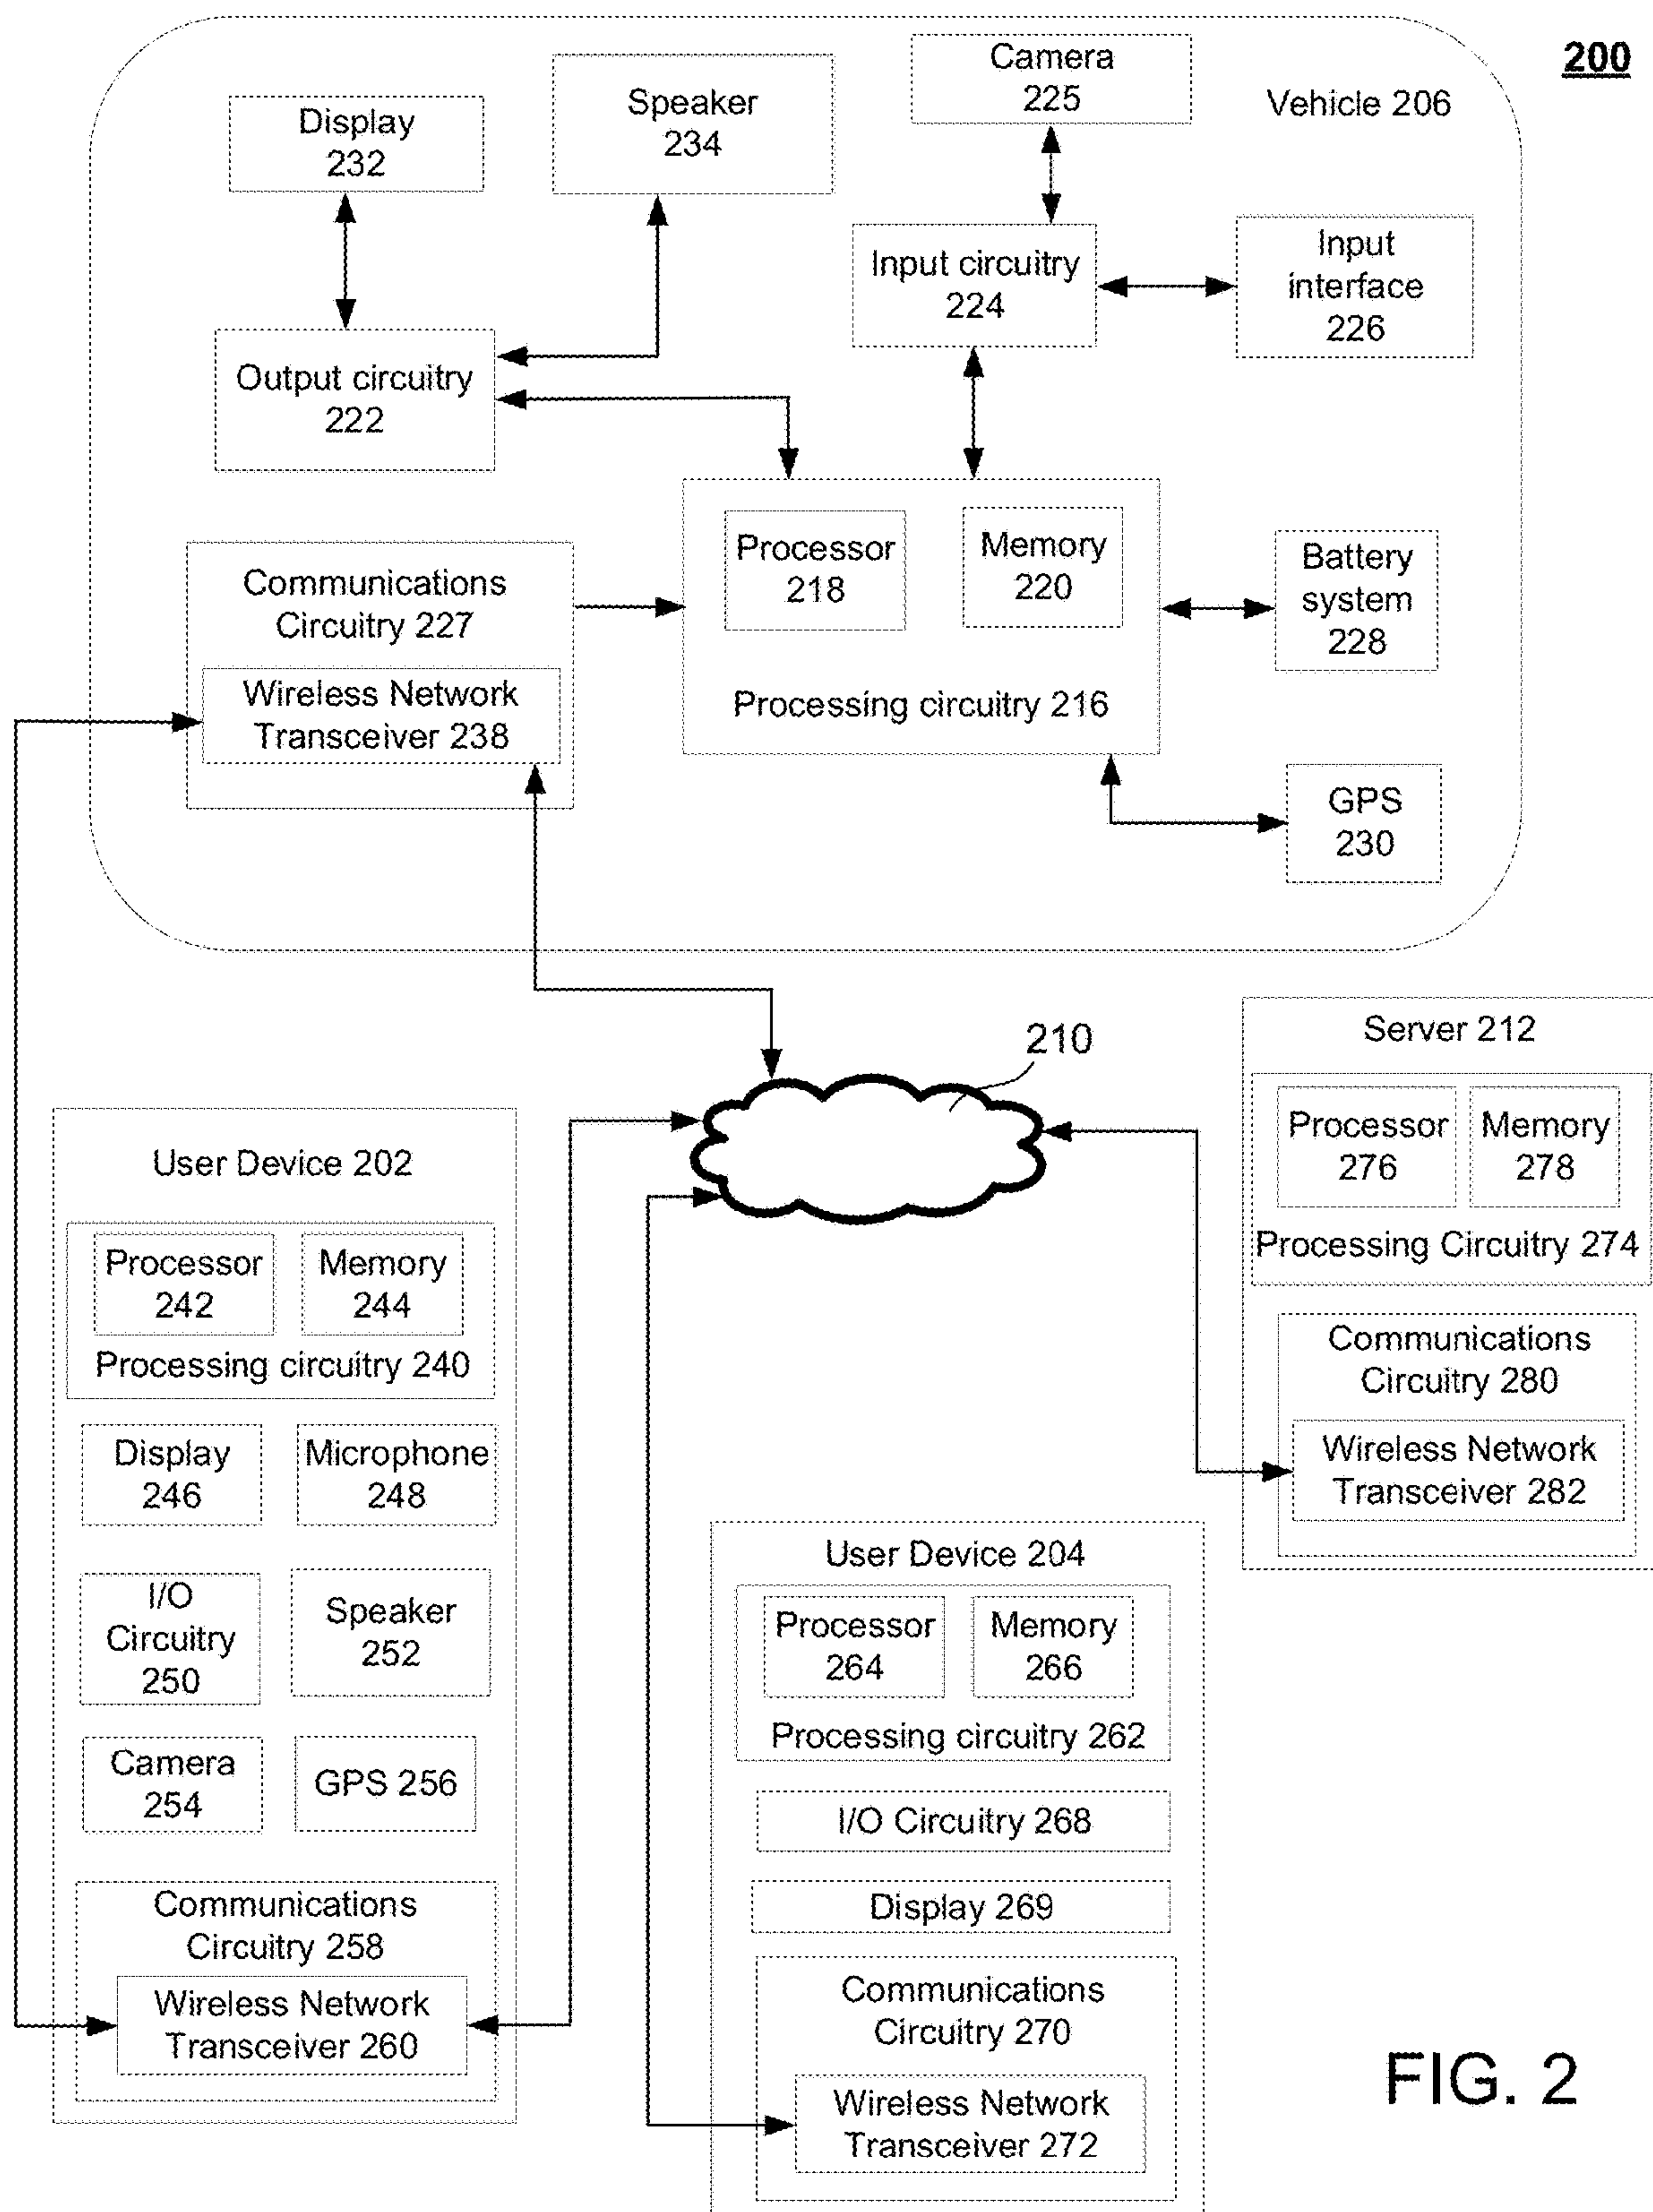 200
Vehicle 206
Camera
225
Speaker
234
Display
232
Input circuitry
224
Input
interface
226
Output circuitry
222
Processor
218
Memory
220
Processing circuitry 216
Battery
system
228
Communications
Circuitry 227
Wireless Network
Transceiver 238
GPS
230
210
Server 212
Processor
276
Memory
278
Processing Circuitry 274
Communications
Circuitry 280
Wireless Network
Transceiver 282
User Device 202
Processor
242
Memory
244
Processing circuitry 240
Display
246
Microphone
248
I/O
Circuitry
250
Speaker
252
Camera
254
GPS 256
Communications
Circuitry 258
Wireless Network
Transceiver 260
User Device 204
Processor
264
Memory
266
Processing circuitry 262
I/O Circuitry 268
Display 269
Communications
Circuitry 270
Wireless Network
Transceiver 272
FIG. 2